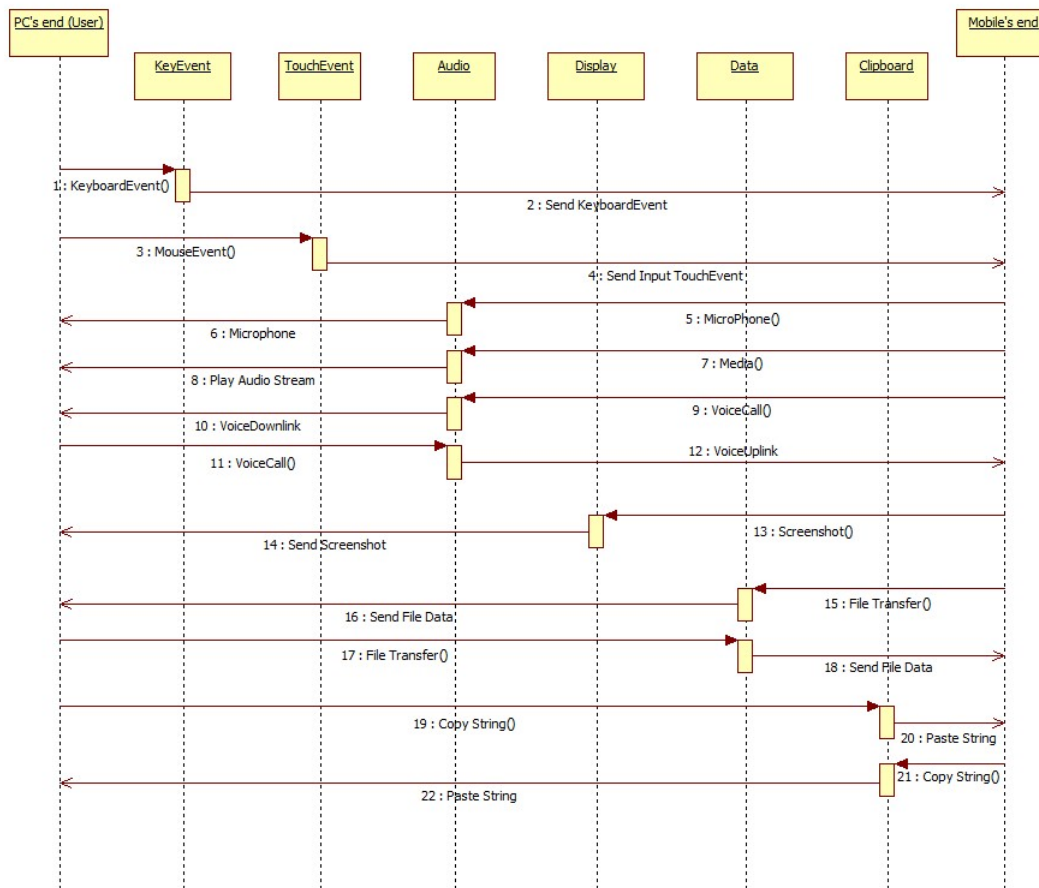 PC's end (User)
Mobile's end
KeyEvent
TouchEvent
Audio
Display
Data
Clipboard
1 : KeyboardEvent()
2 : Send KeyboardEvent
3 : MouseEvent()
4 : Send Input TouchEvent
5 : MicroPhone()
6 : Microphone
7 : Media()
8 : Play Audio Stream
9 : VoiceCall()
10 : VoiceDownlink
11 : VoiceCall()
12 : VoiceUplink
13 : Screenshot()
14 : Send Screenshot
15 : File Transfer()
16 : Send File Data
17 : File Transfer()
18 : Send File Data
19 : Copy String()
20 : Paste String
21 : Copy String()
22 : Paste String